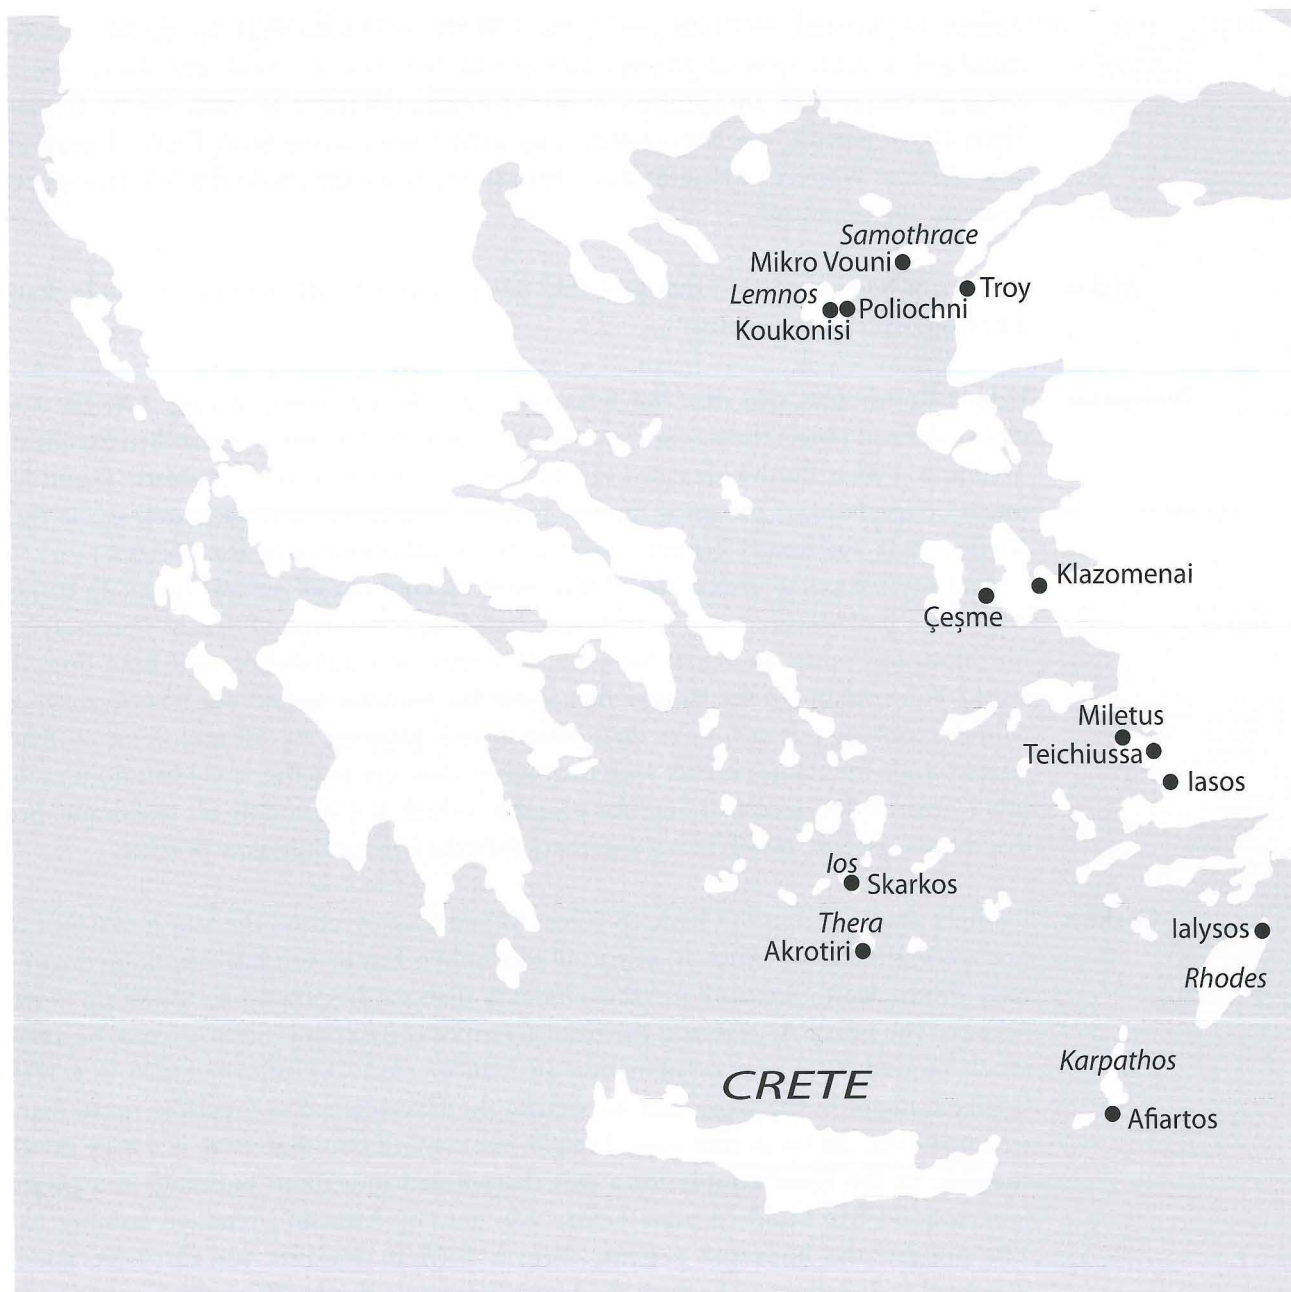 Samothrace
Mikro Vouni
Lemnos
Troy
Poliochni
Koukonisi
Klazomenai
Çeşme
Miletus
Teichiussa
Iasos
Ios
Skarkos
Thera
Akrotiri
Ialysos
Rhodes
Karpathos
CRETE
Afiartos